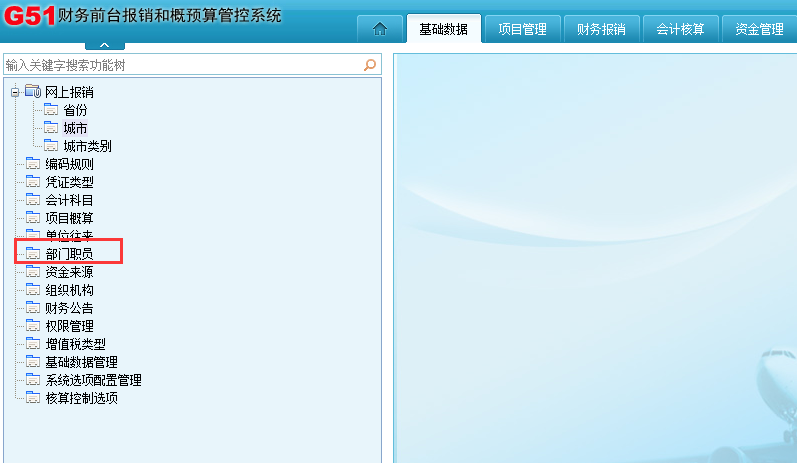 G51财务前台报销和概预算管控系统
基础数据 项目管理 财务报销 会计核算 资金管理
输入关键字搜索功能树
网上报销
省份
城市
城市类别
编码规则
凭证类型
会计科目
项目概算
单位往来
部门职员
资金来源
组织机构
财务公告
权限管理
增值税类型
基础数据管理
系统选项配置管理
核算控制选项